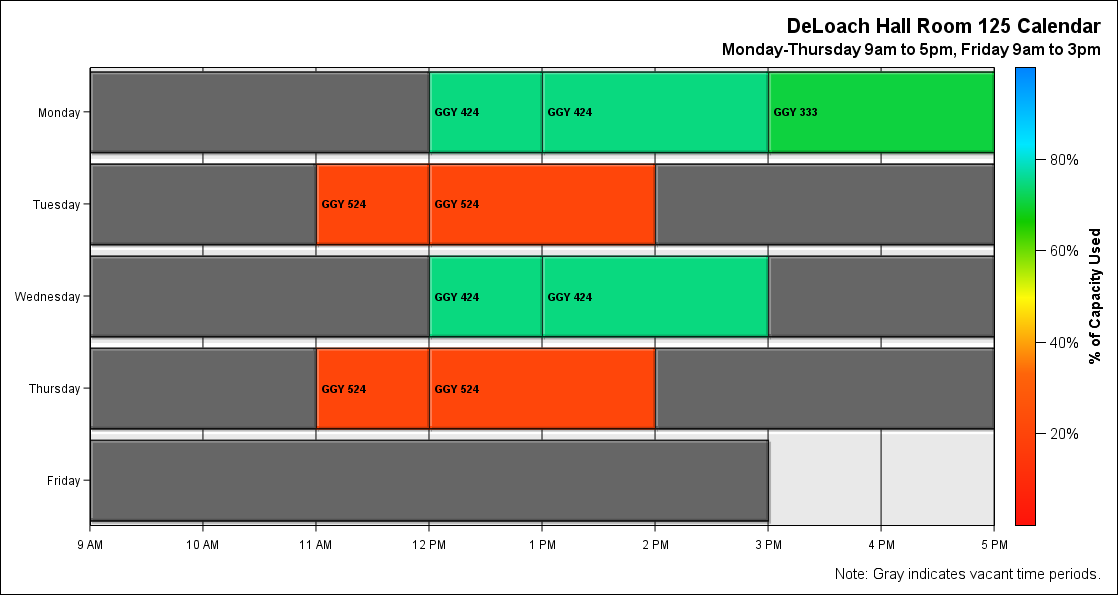 DeLoach Hall Room 125 Calendar
Monday-Thursday 9am to 5pm, Friday 9am to 3pm
Monday
GGY 424
GGY 424
GGY 333
Tuesday
GGY 524
GGY 524
Wednesday
GGY 424
GGY 424
Thursday
GGY 524
GGY 524
Friday
9 AM
10 AM
11 AM
12 PM
1 PM
2 PM
3 PM
4 PM
5 PM
80%
60%
40%
20%
% of Capacity Used
Note: Gray indicates vacant time periods.